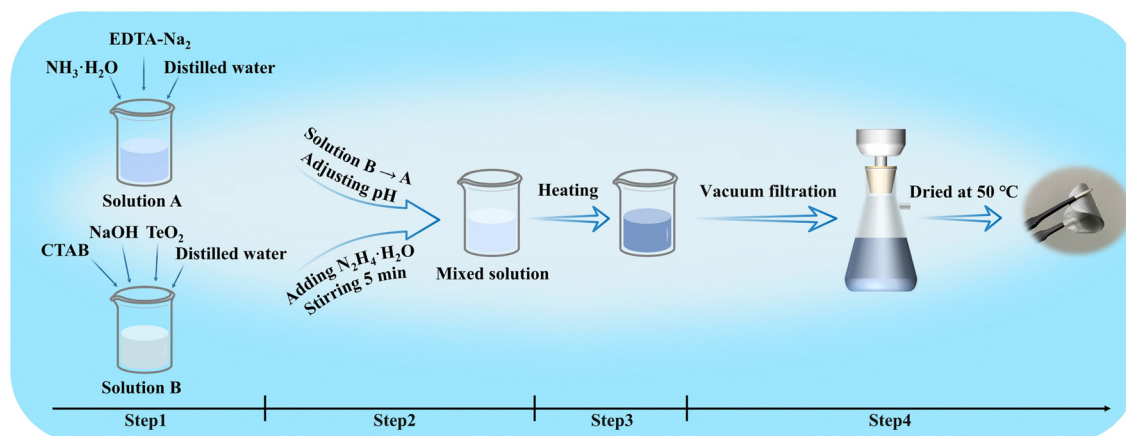 EDTA-Na₂
NH₃·H₂O
Distilled water
Solution A
NaOH
TeO₂
CTAB
Distilled water
Solution B
Solution B → A
Adjusting pH
Adding N₂H₄·H₂O
Stirring 5 min
Mixed solution
Heating
Vacuum filtration
Dried at 50 ℃
Step1
Step2
Step3
Step4